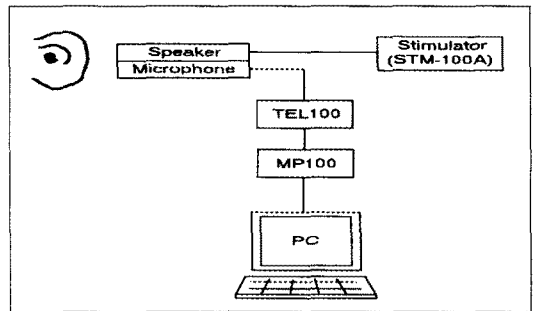 Speaker
Microphone
Stimulator
(STM-100A)
TEL100
MP100
PC